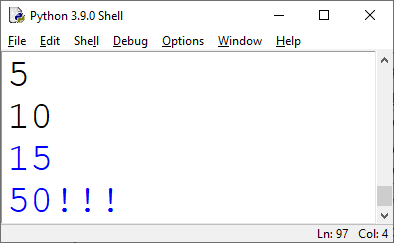 Python 3.9.0 Shell
File Edit Shell Debug Options Window Help
5
10
15
50!!!
Ln: 97 Col: 4